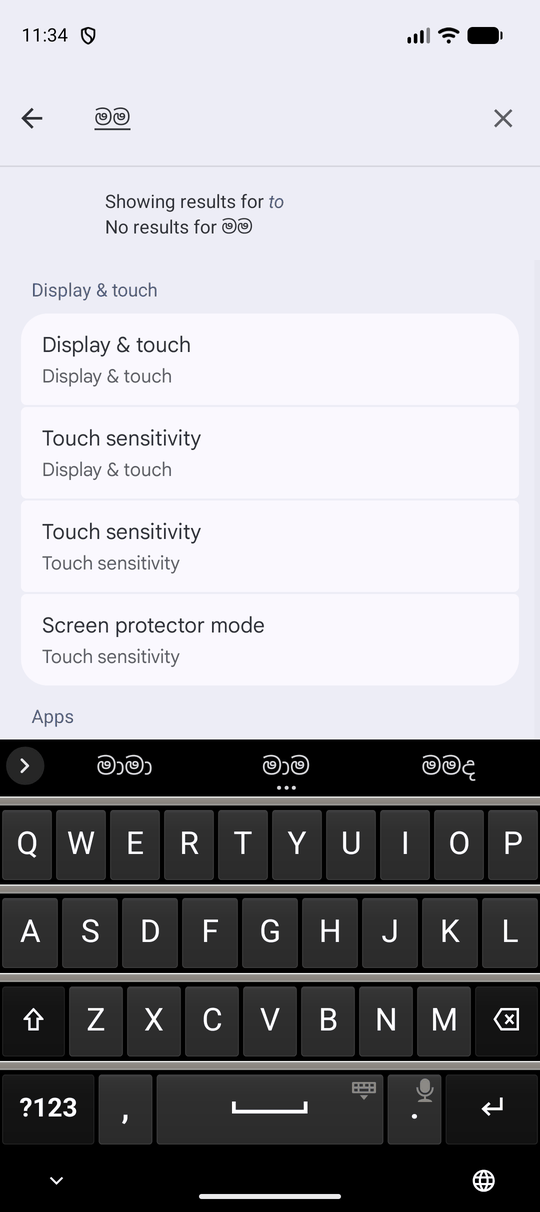 11:34
මම
Showing results for to
No results for මම
Display & touch
Display & touch
Display & touch
Touch sensitivity
Display & touch
Touch sensitivity
Touch sensitivity
Screen protector mode
Touch sensitivity
Apps
මාමා මාම මමද
Q W E R T Y U I O P
A S D F G H J K L
Z X C V B N M
?123 , .